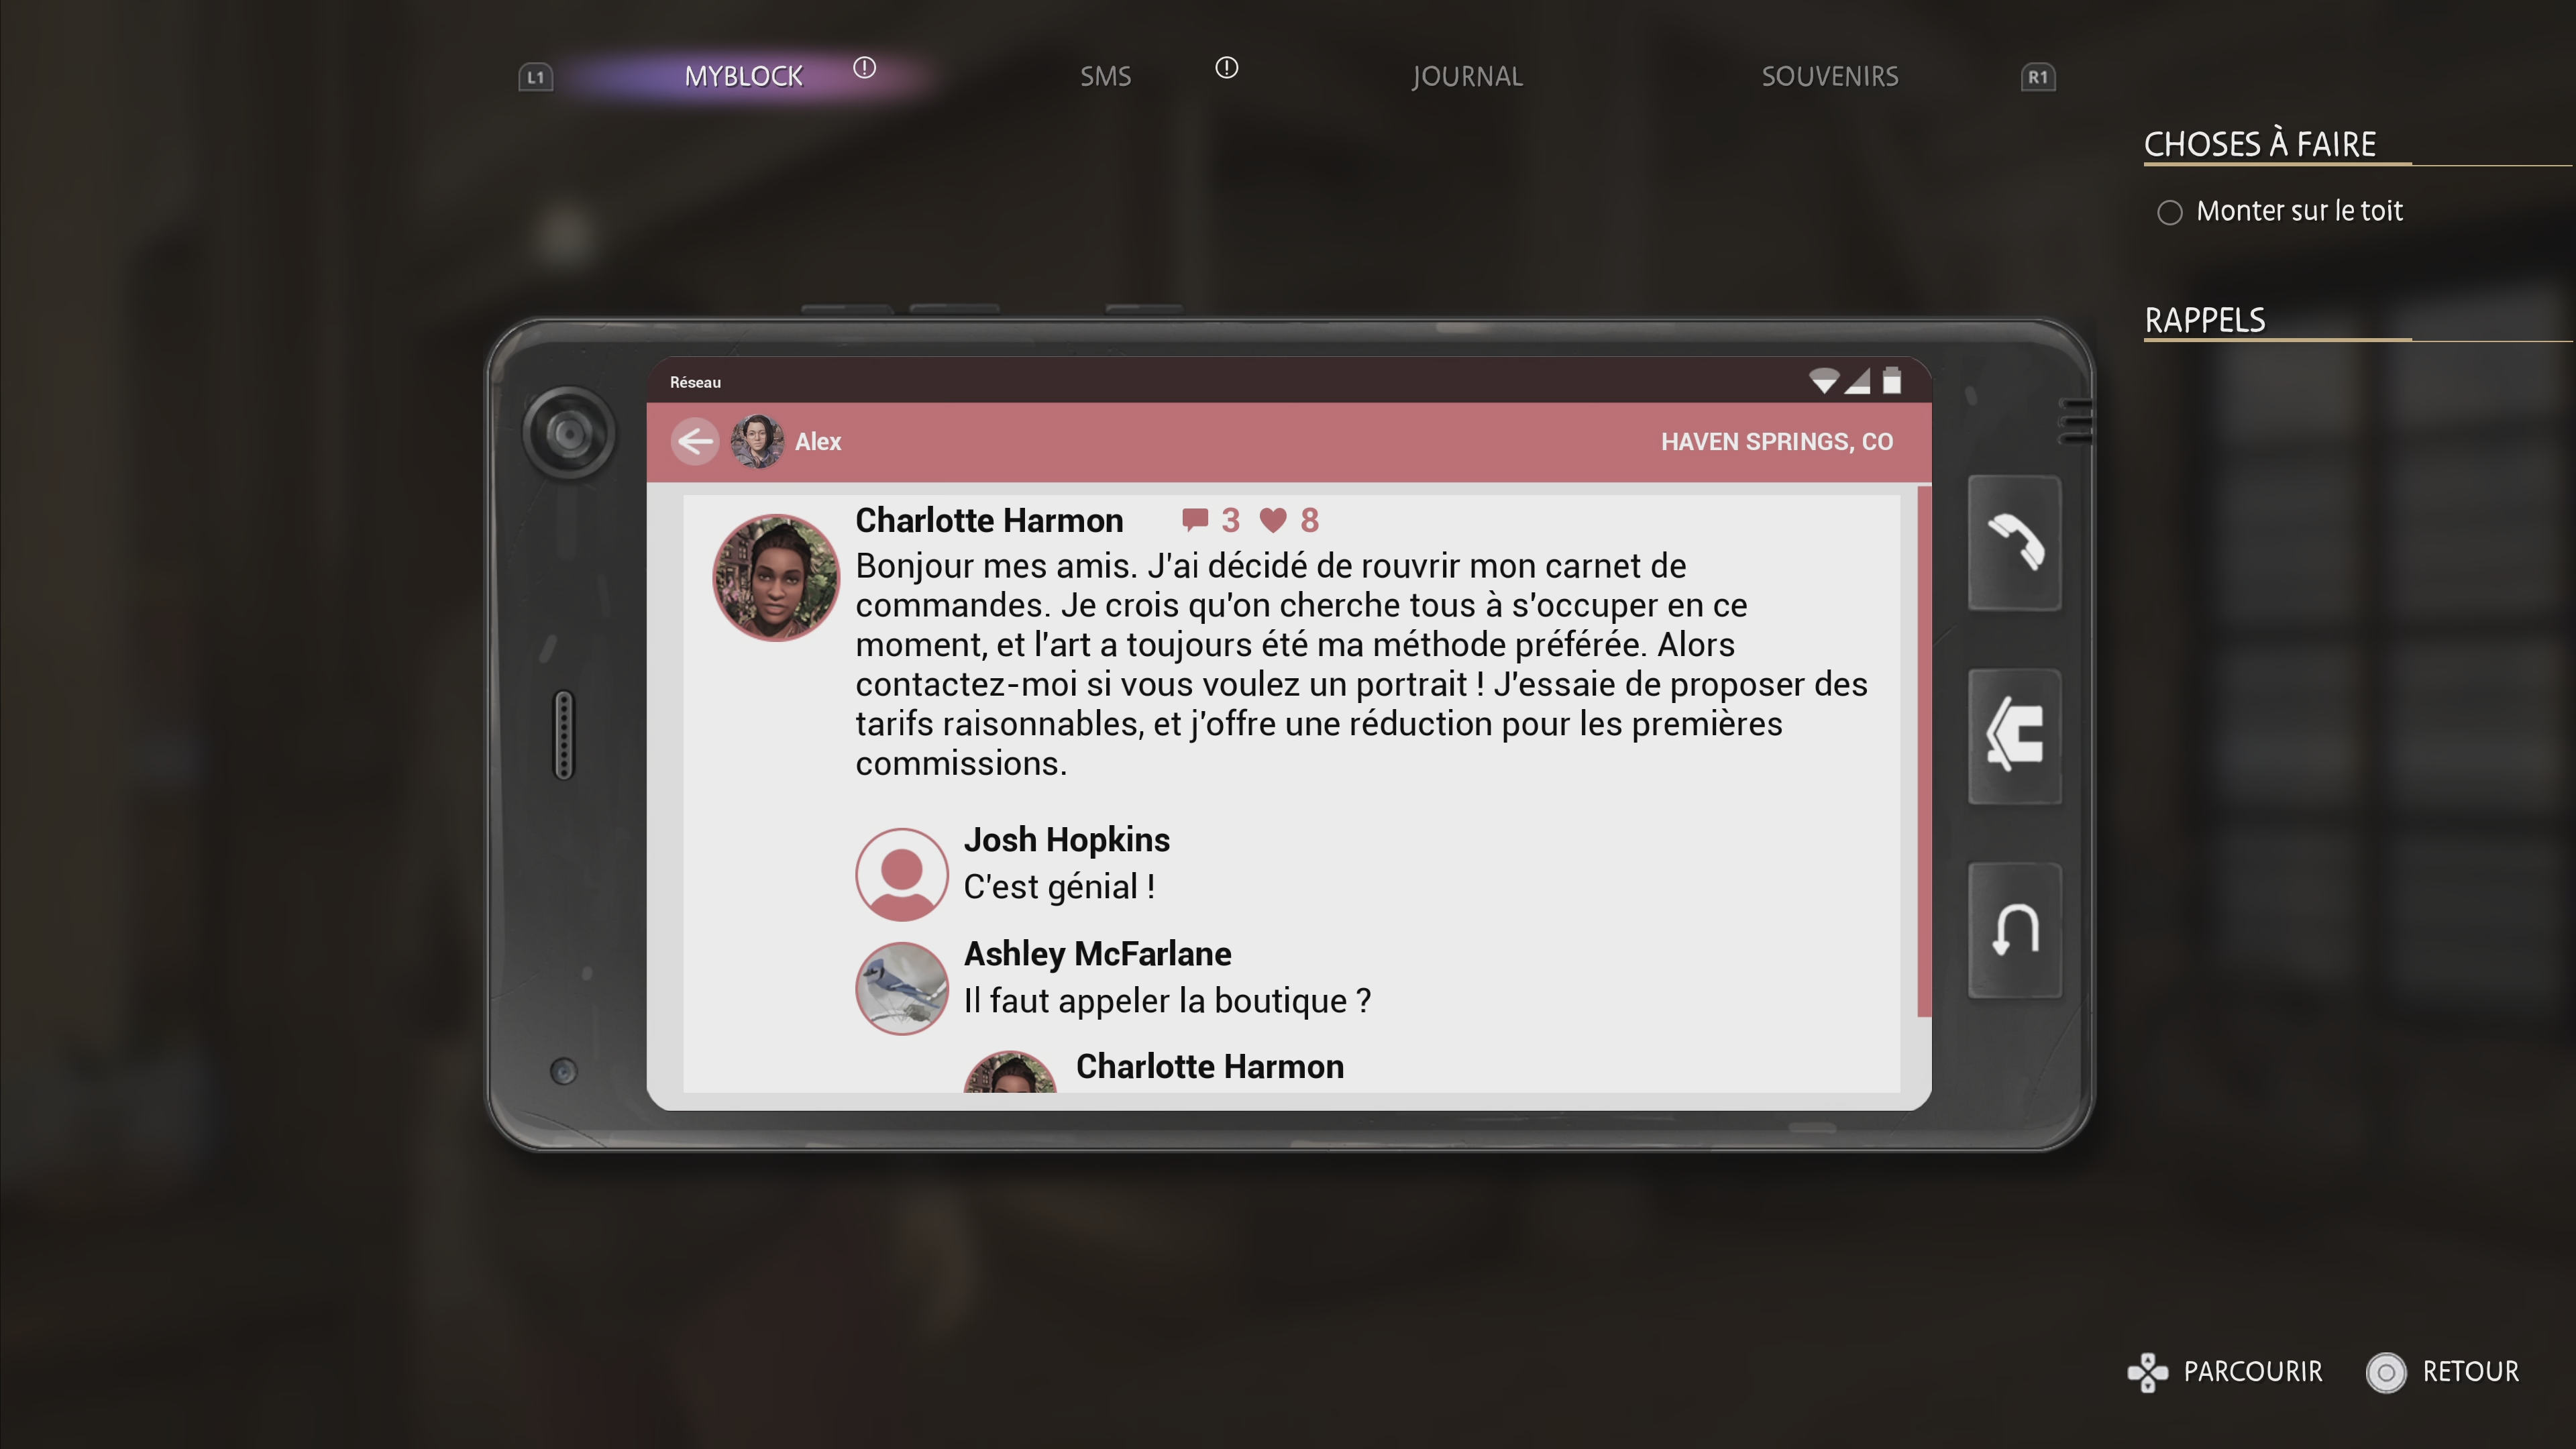 L1
MYBLOCK
SMS
JOURNAL
SOUVENIRS
R1
CHOSES À FAIRE
Monter sur le toit
RAPPELS
Réseau
Alex
HAVEN SPRINGS, CO
Charlotte Harmon 3 8
Bonjour mes amis. J'ai décidé de rouvrir mon carnet de
commandes. Je crois qu'on cherche tous à s'occuper en ce
moment, et l'art a toujours été ma méthode préférée. Alors
contactez-moi si vous voulez un portrait ! J'essaie de proposer des
tarifs raisonnables, et j'offre une réduction pour les premières
commissions.
Josh Hopkins
C'est génial !
Ashley McFarlane
Il faut appeler la boutique ?
Charlotte Harmon
PARCOURIR
RETOUR